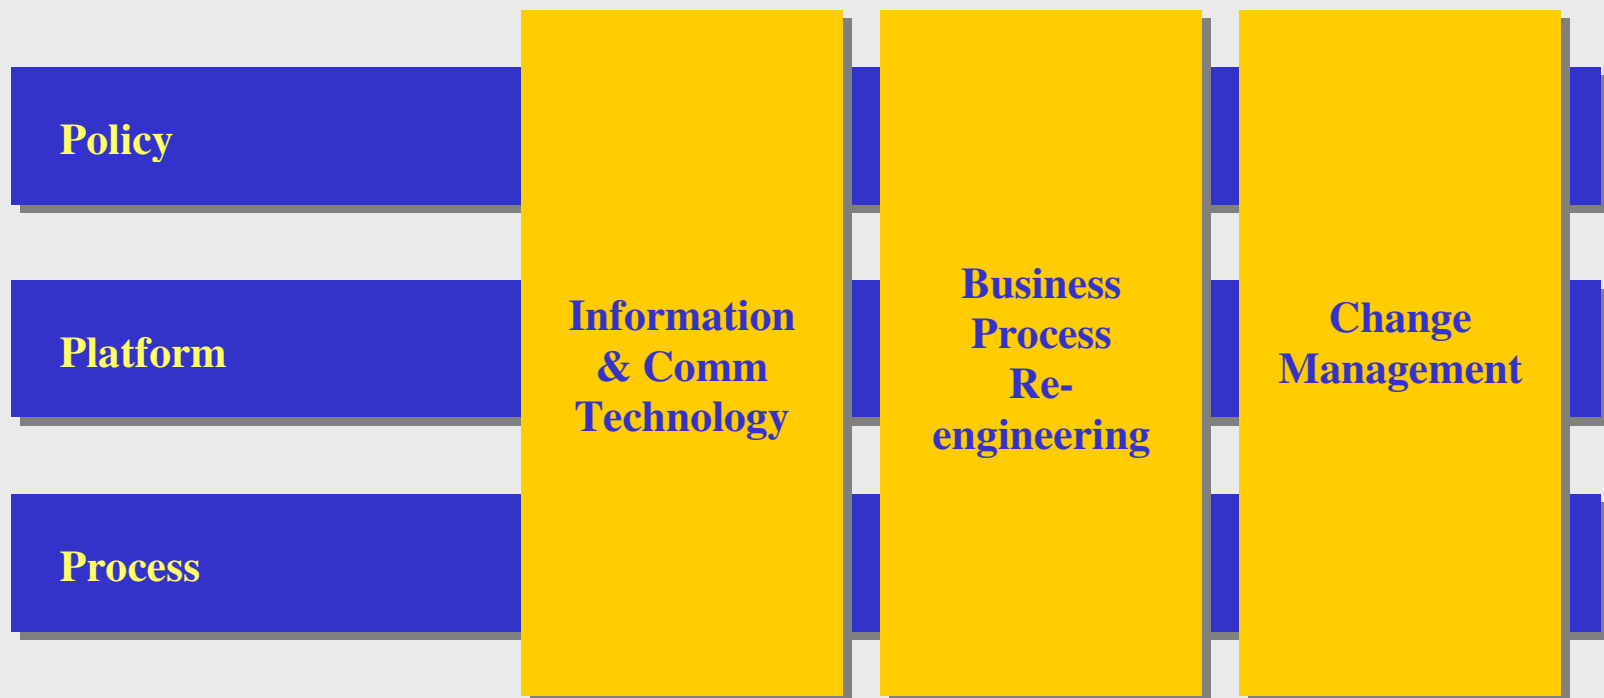 Policy
Platform
Process
Information
& Comm
Technology
Business
Process
Re-
engineering
Change
Management